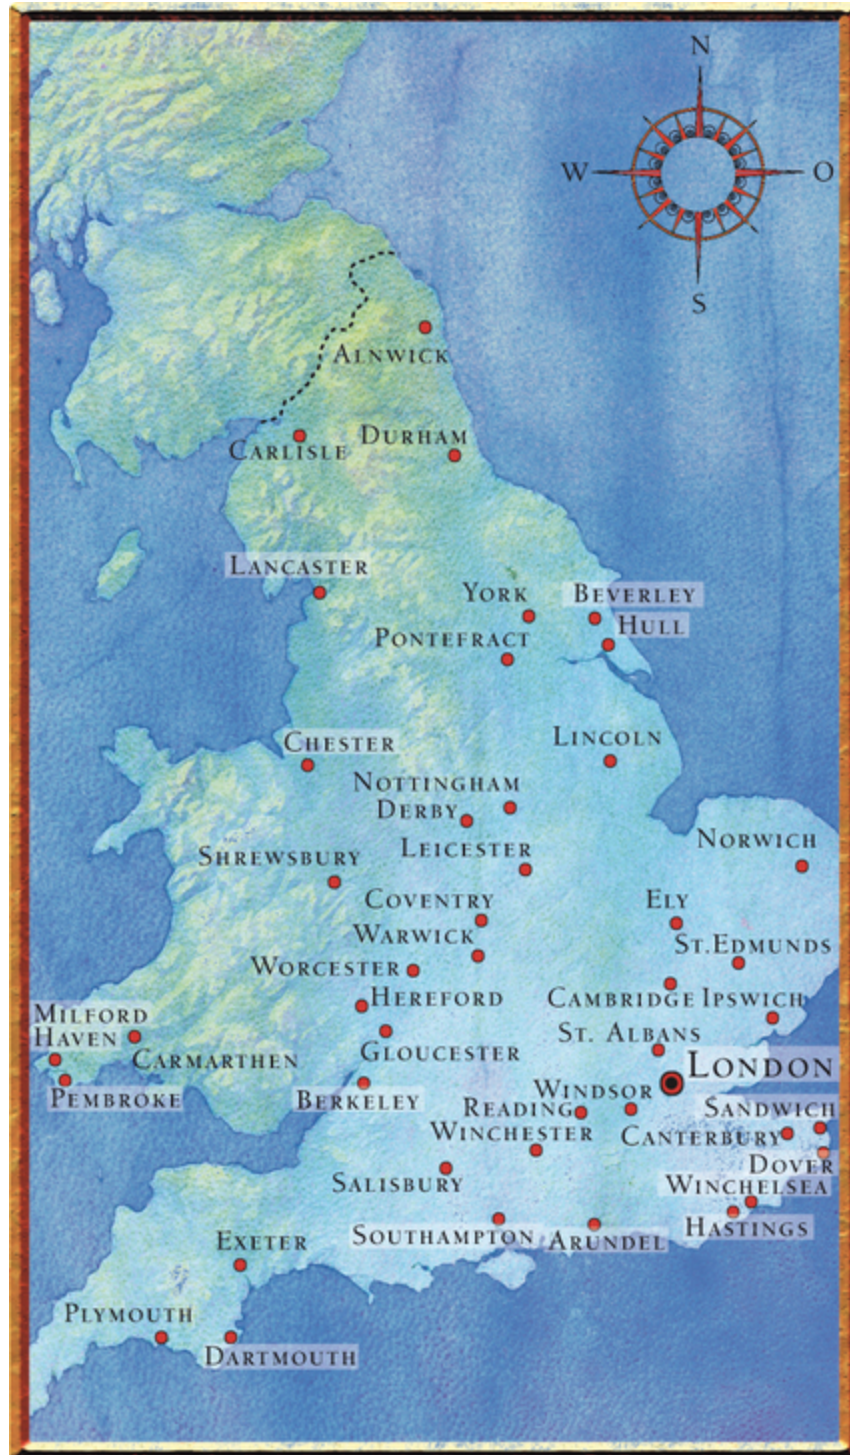 N
W
O
S
ALNWICK
CARLISLE
DURHAM
LANCASTER
YORK
BEVERLEY
HULL
PONTEFRACT
CHESTER
LINCOLN
NOTTINGHAM
DERBY
NORWICH
LEICESTER
SHREWSBURY
COVENTRY
ELY
WARWICK
ST.EDMUNDS
WORCESTER
HEREFORD
CAMBRIDGE
IPSWICH
MILFORD
HAVEN
ST. ALBANS
CARMARTHEN
GLOUCESTER
LONDON
PEMBROKE
BERKELEY
WINDSOR
READING
SANDWICH
WINCHESTER
CANTERBURY
DOVER
SALISBURY
WINCHELSEA
SOUTHAMPTON
ARUNDEL
HASTINGS
EXETER
PLYMOUTH
DARTMOUTH